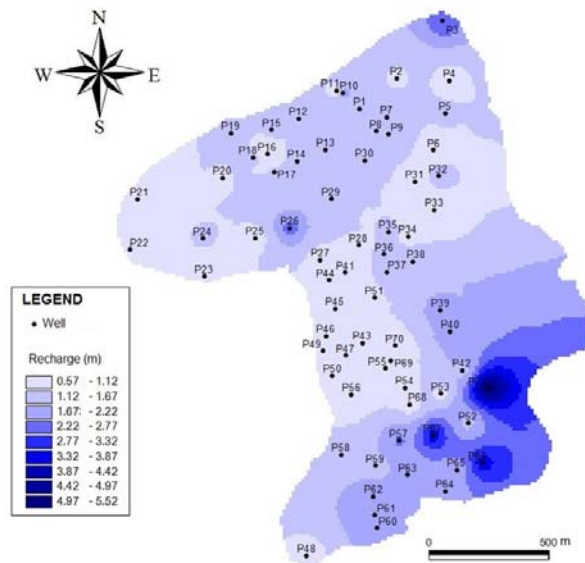 N
W E
S
P3
P2
P4
P11 P10
P1
P5
P7
P12
P15
P8
P9
P19
P6
P18 P16
P13
P14
P30
P17
P20
P31
P32
P21
P29
P33
P26
P24
P25
P35
P34
P22
P28
P36
P27
P38
P23
P41
P37
P44
P51
P45
P39
P40
P46
P43
P70
P49
P47
P69
P55
P42
P50
P54
P53
P56
P68
P52
P57
P58
P59
P63
P65
P64
P62
P61
P60
P48
LEGEND
• Well
Recharge (m)
0.57 - 1.12
1.12 - 1.67
1.67 - 2.22
2.22 - 2.77
2.77 - 3.32
3.32 - 3.87
3.87 - 4.42
4.42 - 4.97
4.97 - 5.52
0 500 m